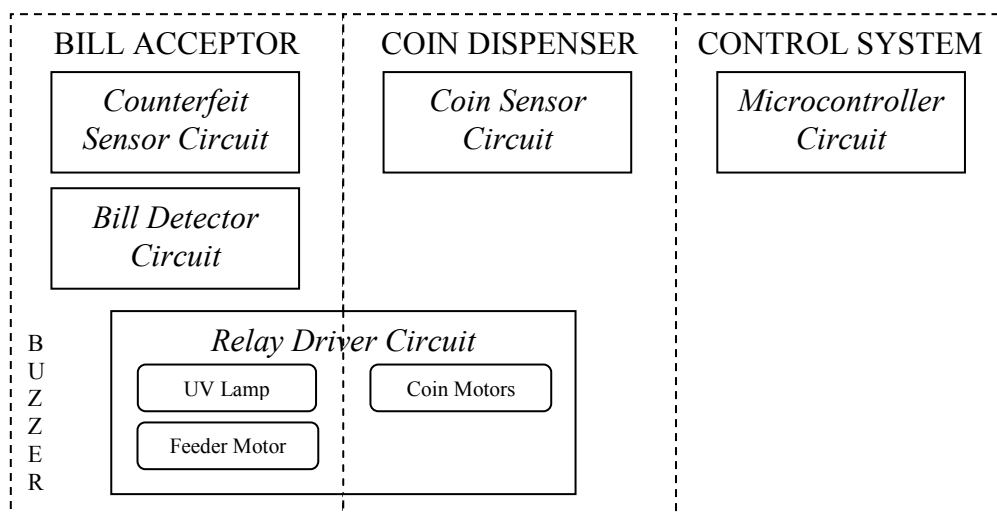 BILL ACCEPTOR
Counterfeit
Sensor Circuit
Bill Detector
Circuit
COIN DISPENSER
Coin Sensor
Circuit
CONTROL SYSTEM
Microcontroller
Circuit
Relay Driver Circuit
UV Lamp
Feeder Motor
Coin Motors
B
U
Z
Z
E
R